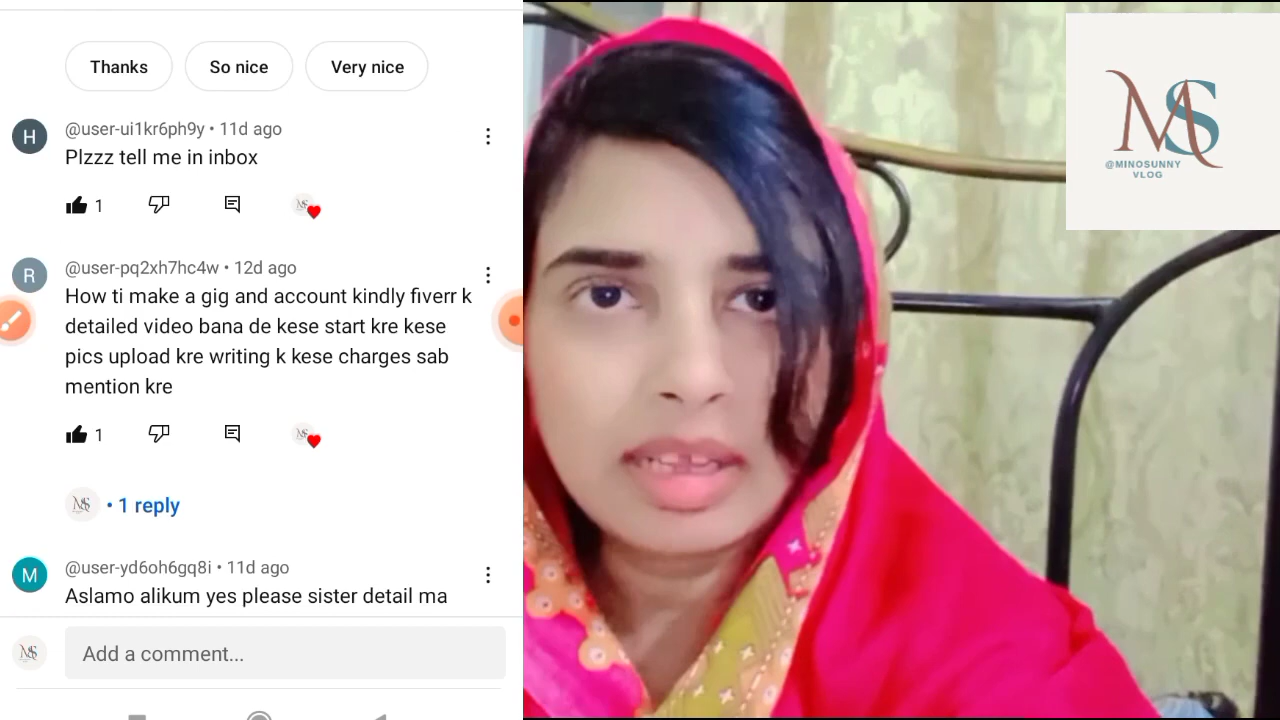 Thanks
So nice
Very nice
H
@user-ui1kr6ph9y • 11d ago
Plzzz tell me in inbox
1
R
@user-pq2xh7hc4w • 12d ago
How ti make a gig and account kindly fiverr k
detailed video bana de kese start kre kese
pics upload kre writing k kese charges sab
mention kre
1
MS
• 1 reply
M
@user-yd6oh6gq8i • 11d ago
Aslamo alikum yes please sister detail ma
MS
Add a comment...
MS
@MINOSUNNY
VLOG